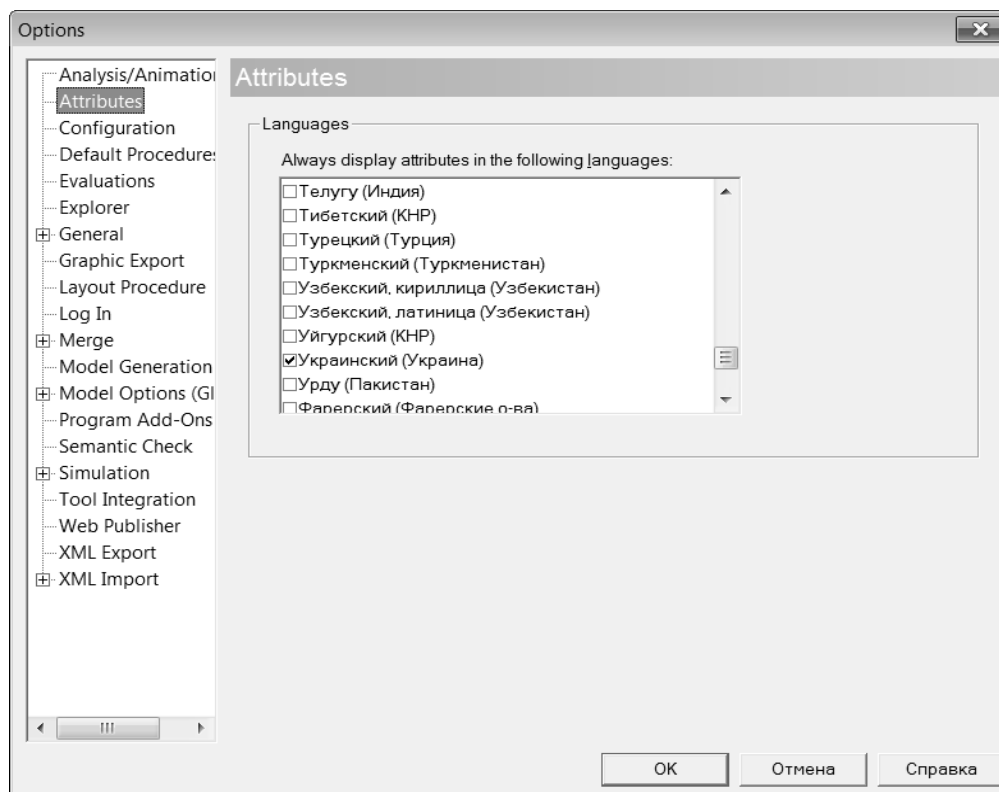 Options
Analysis/Animation
Attributes
Configuration
Default Procedures
Evaluations
Explorer
General
Graphic Export
Layout Procedure
Log In
Merge
Model Generation
Model Options (Gl
Program Add-Ons
Semantic Check
Simulation
Tool Integration
Web Publisher
XML Export
XML Import
Attributes
Languages
Always display attributes in the following languages:
Телугу (Индия)
Тибетский (КНР)
Турецкий (Турция)
Туркменский (Туркменистан)
Узбекский, кириллица (Узбекистан)
Узбекский, латиница (Узбекистан)
Уйгурский (КНР)
Украинский (Украина)
Урду (Пакистан)
Фарерский (Фарерские о-ва)
OK
Отмена
Справка